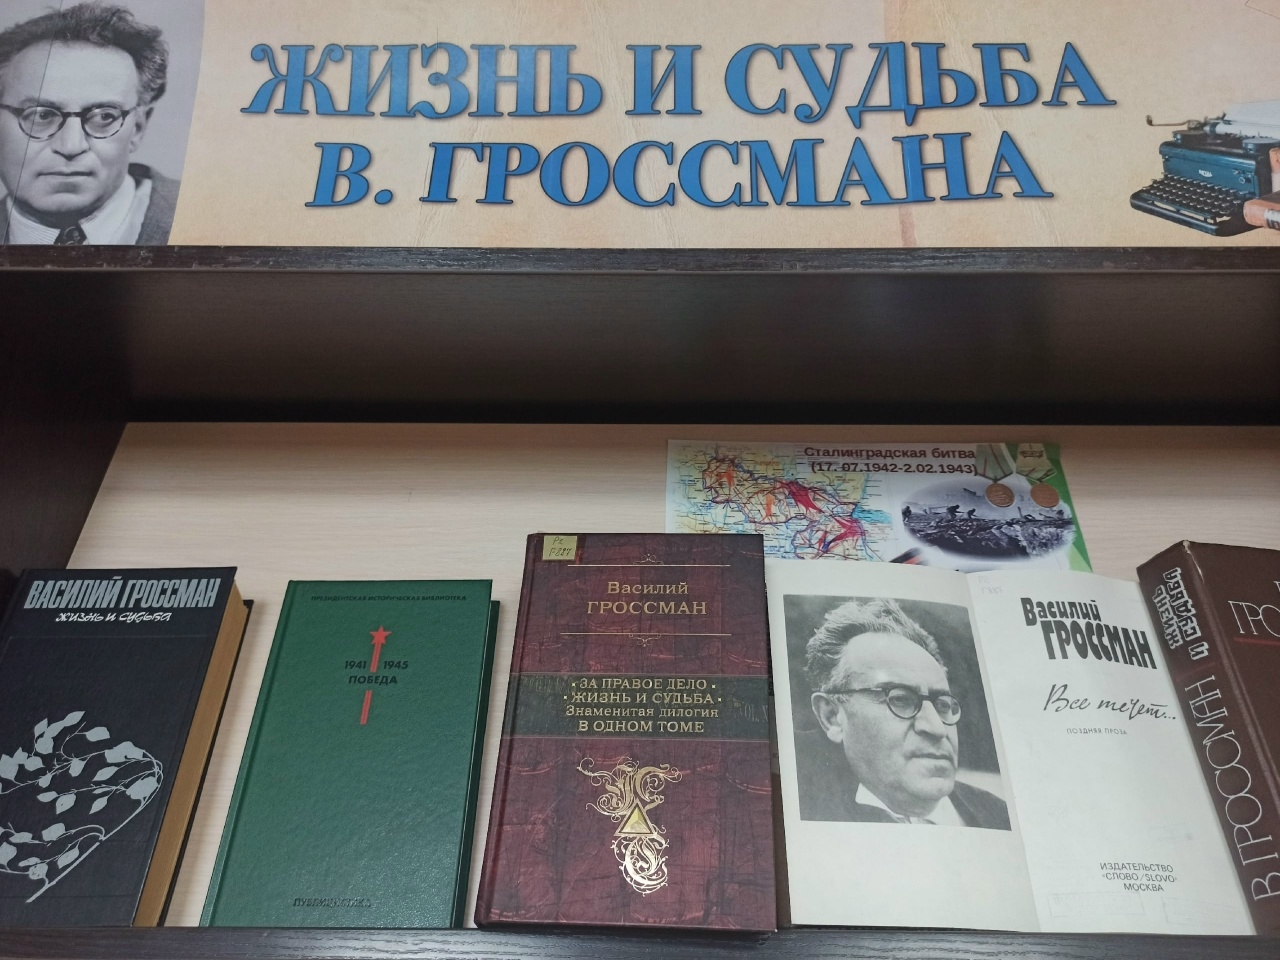 ЖИЗНЬ И СУДЬБА
В. ГРОССМАНА
Сталинградская битва
(17. 07.1942-2.02.1943)
ВАСИЛИЙ ГРОССМАН
ЖИЗНЬ И СУДЬБА
ПРЕЗИДЕНТСКАЯ ИСТОРИЧЕСКАЯ БИБЛИОТЕКА
1941 1945
ПОБЕДА
ПУБЛИЦИСТИКА
Василий
ГРОССМАН
· ЗА ПРАВОЕ ДЕЛО ·
· ЖИЗНЬ И СУДЬБА ·
Знаменитая дилогия
В ОДНОМ ТОМЕ
Василий
ГРОССМАН
Все течет...
ПОЗДНЯЯ ПРОЗА
ИЗДАТЕЛЬСТВО
«СЛОВО/SLOVO»
МОСКВА
ЖИЗНЬ
И СУДЬБА
В ГРОССМАН